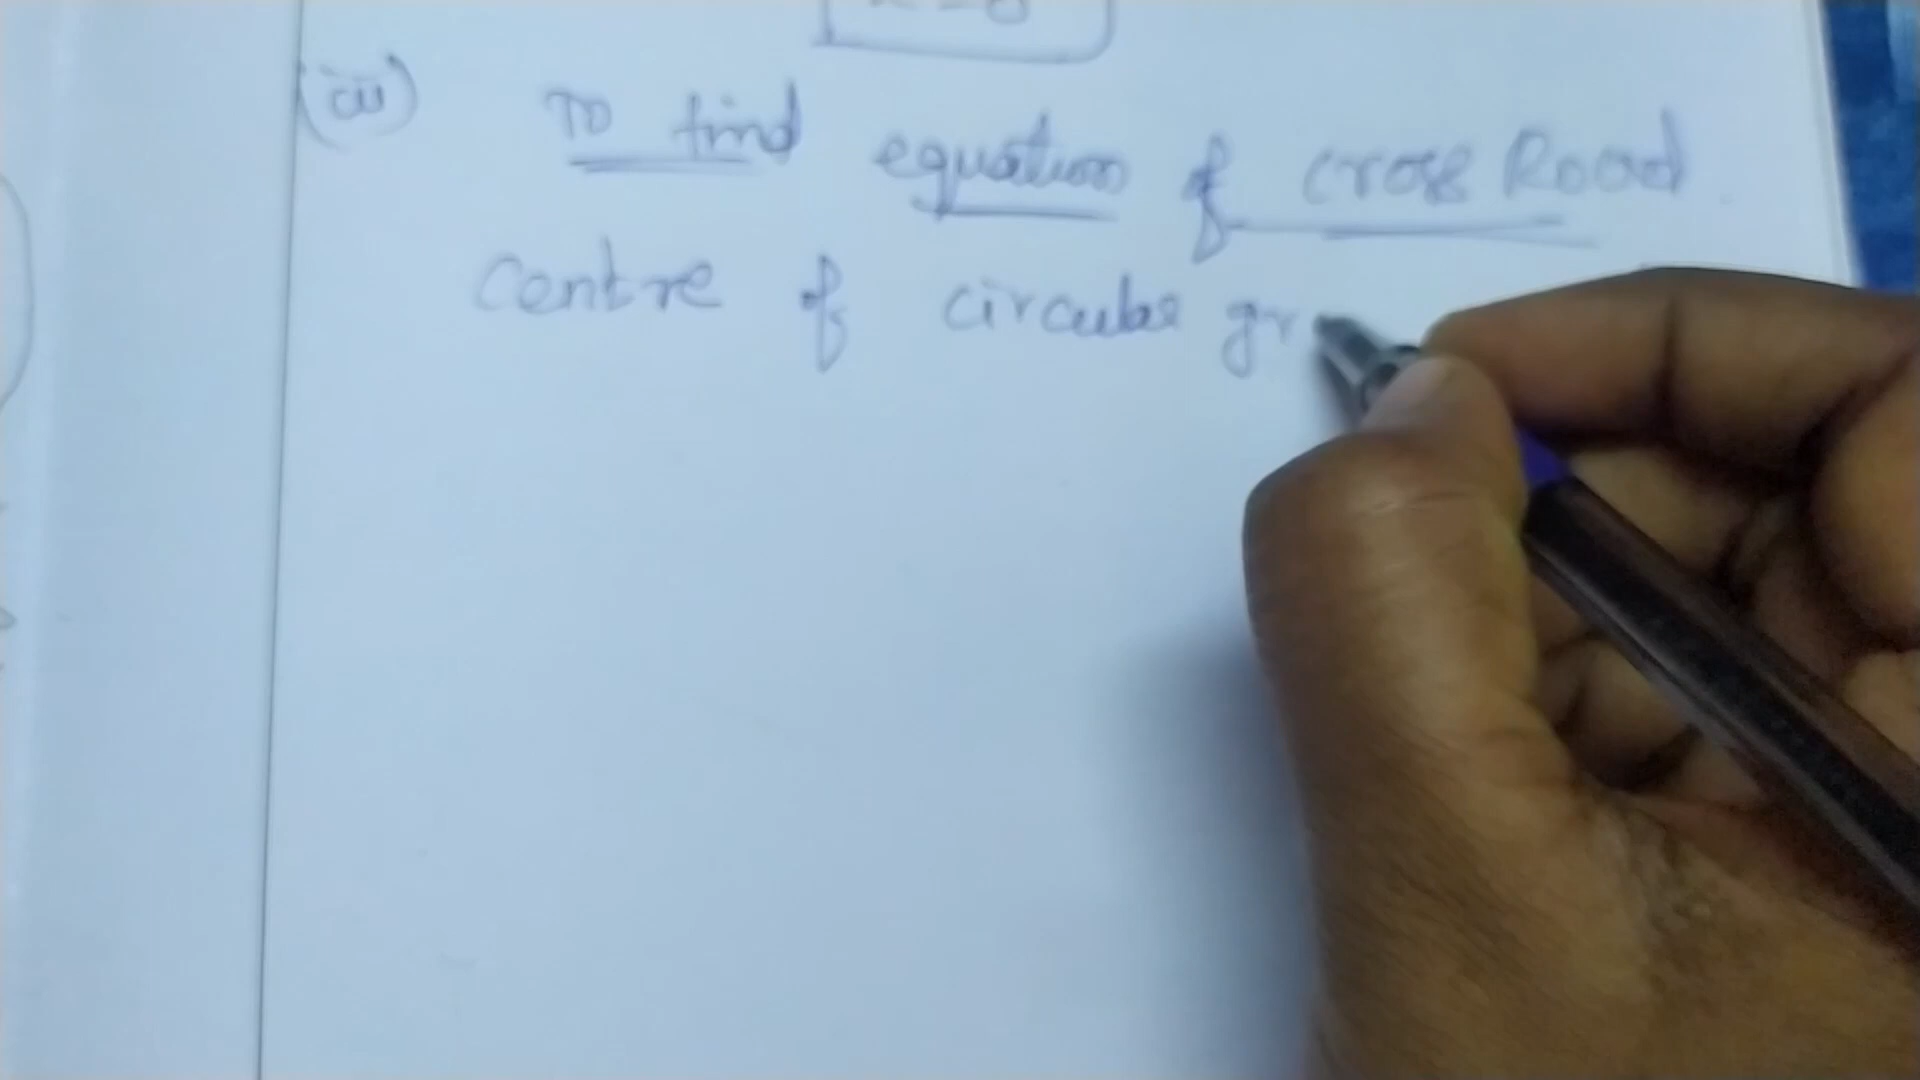 (iii) To find equation of cross Road
centre of circular gr